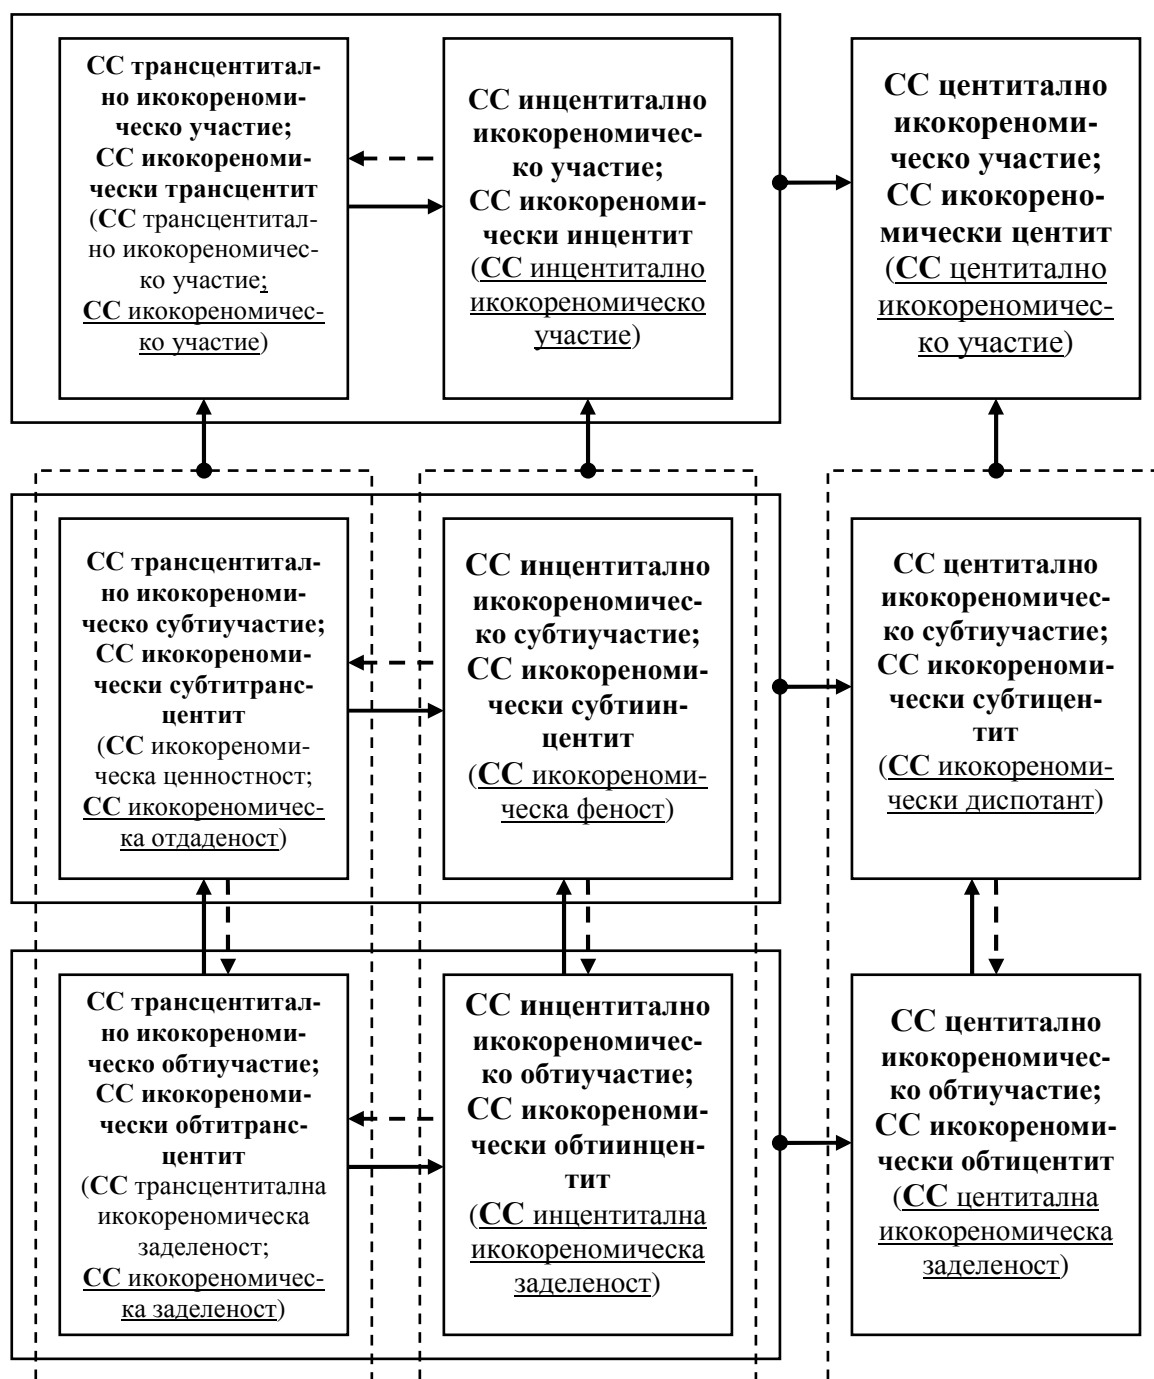 СС трансцентитал-
но икокореноми-
ческо участие;
СС икокореноми-
чески трансцентит
(СС трансцентитал-
но икокореномичес-
ко участие;
СС икокореномичес-
ко участие)
СС инцентитално
икокореномичес-
ко участие;
СС икокореноми-
чески инцентит
(СС инцентитално
икокореномическо
участие)
СС центитално
икокореноми-
ческо участие;
СС икокорено-
мически центит
(СС центитално
икокореномичес-
ко участие)
СС трансцентитал-
но икокореноми-
ческо субтиучастие;
СС икокореноми-
чески субтитранс-
центит
(СС икокореноми-
ческа ценностност;
СС икокореномичес-
ка отдаденост)
СС инцентитално
икокореномичес-
ко субтиучастие;
СС икокореноми-
чески субтиин-
центит
(СС икокореноми-
ческа феност)
СС центитално
икокореномичес-
ко субтиучастие;
СС икокореноми-
чески субтицен-
тит
(СС икокореноми-
чески диспотант)
СС трансцентитал-
но икокореноми-
ческо обтиучастие;
СС икокореноми-
чески обтитранс-
центит
(СС трансцентитална
икокореномическа
заделеност;
СС икокореномичес-
ка заделеност)
СС инцентитално
икокореномичес-
ко обтиучастие;
СС икокореноми-
чески обтиинцен-
тит
(СС инцентитална
икокореномическа
заделеност)
СС центитално
икокореномичес-
ко обтиучастие;
СС икокореноми-
чески обтицентит
(СС центитална
икокореномическа
заделеност)